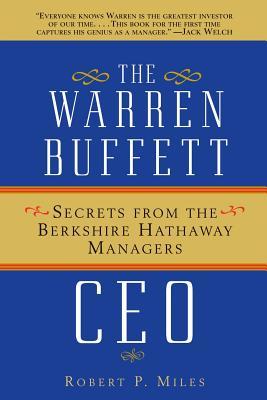 "EVERYONE KNOWS WARREN IS THE GREATEST INVESTOR
OF OUR TIME. . . .THIS BOOK FOR THE FIRST TIME
CAPTURES HIS GENIUS AS A MANAGER." —JACK WELCH
THE
WARREN
BUFFETT
SECRETS FROM THE
BERKSHIRE HATHAWAY
MANAGERS
CEO
ROBERT P. MILES